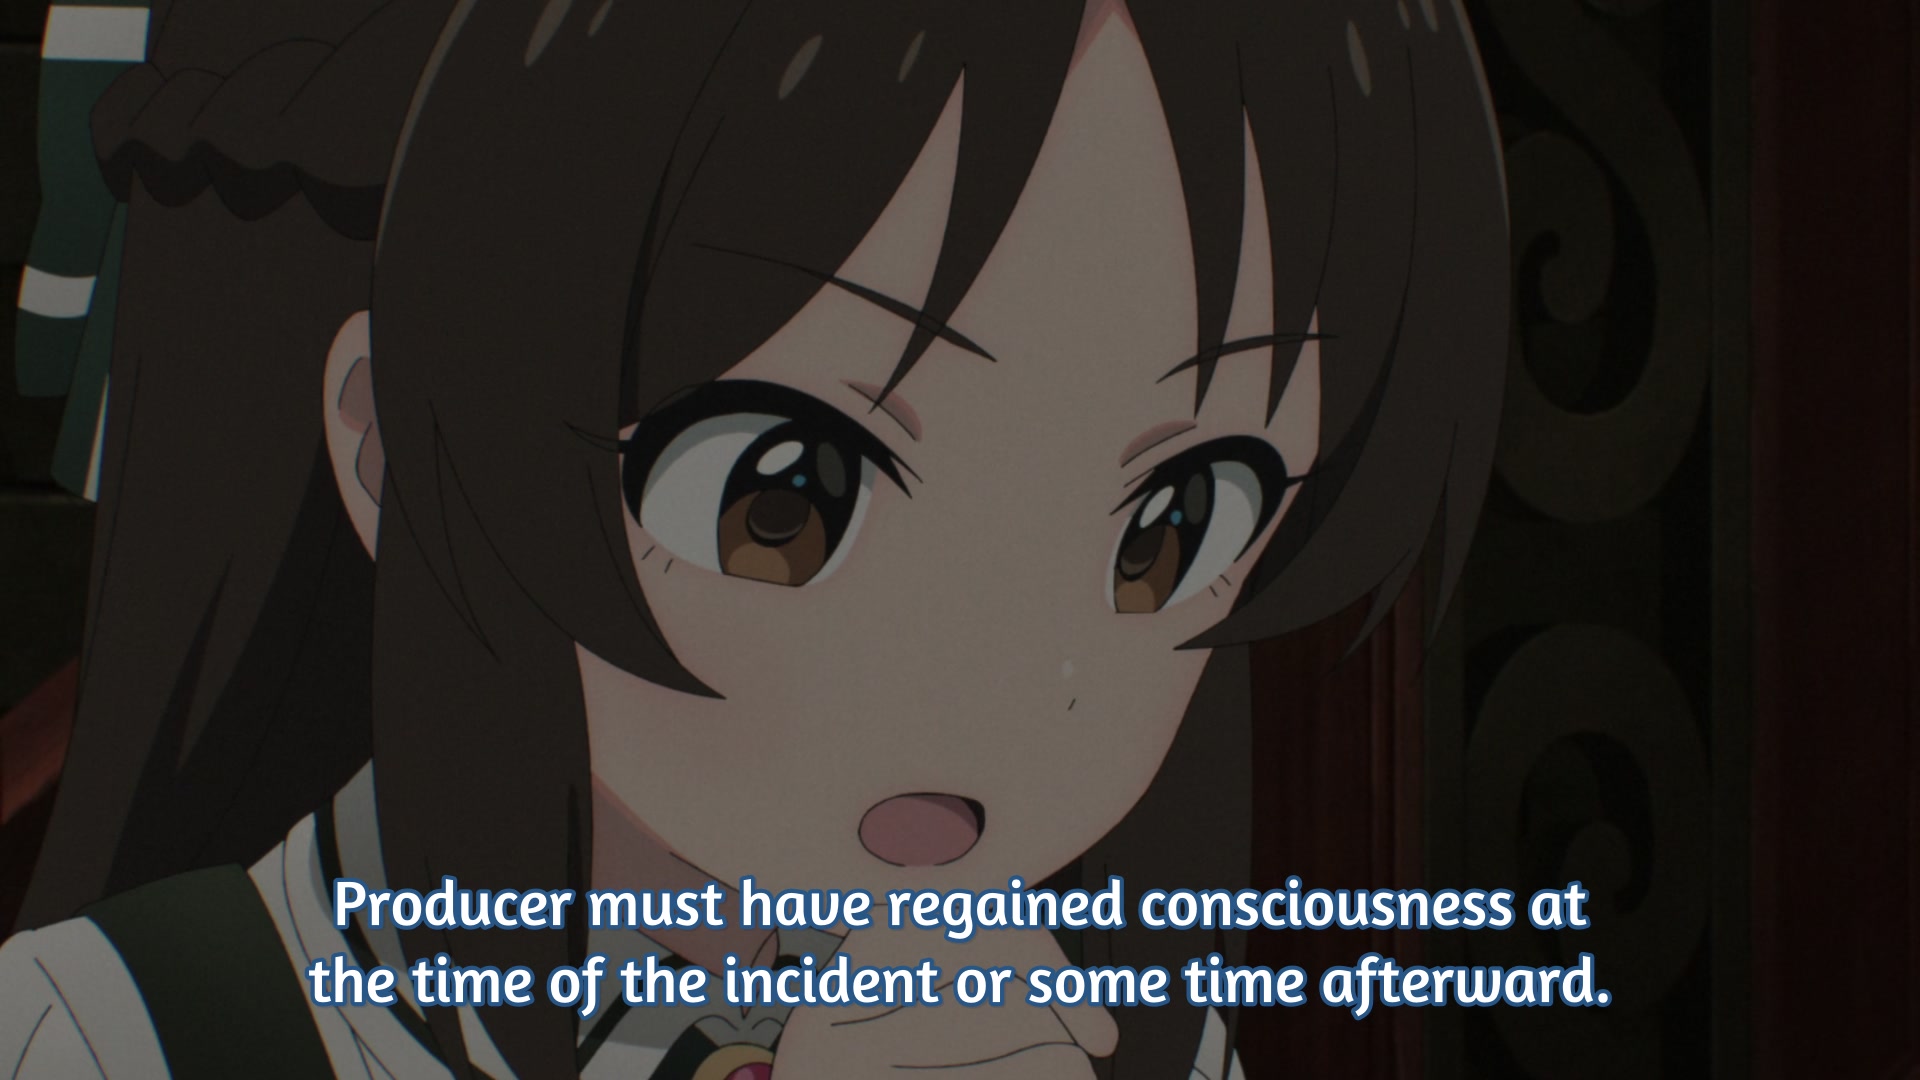 Producer must have regained consciousness at
the time of the incident or some time afterward.